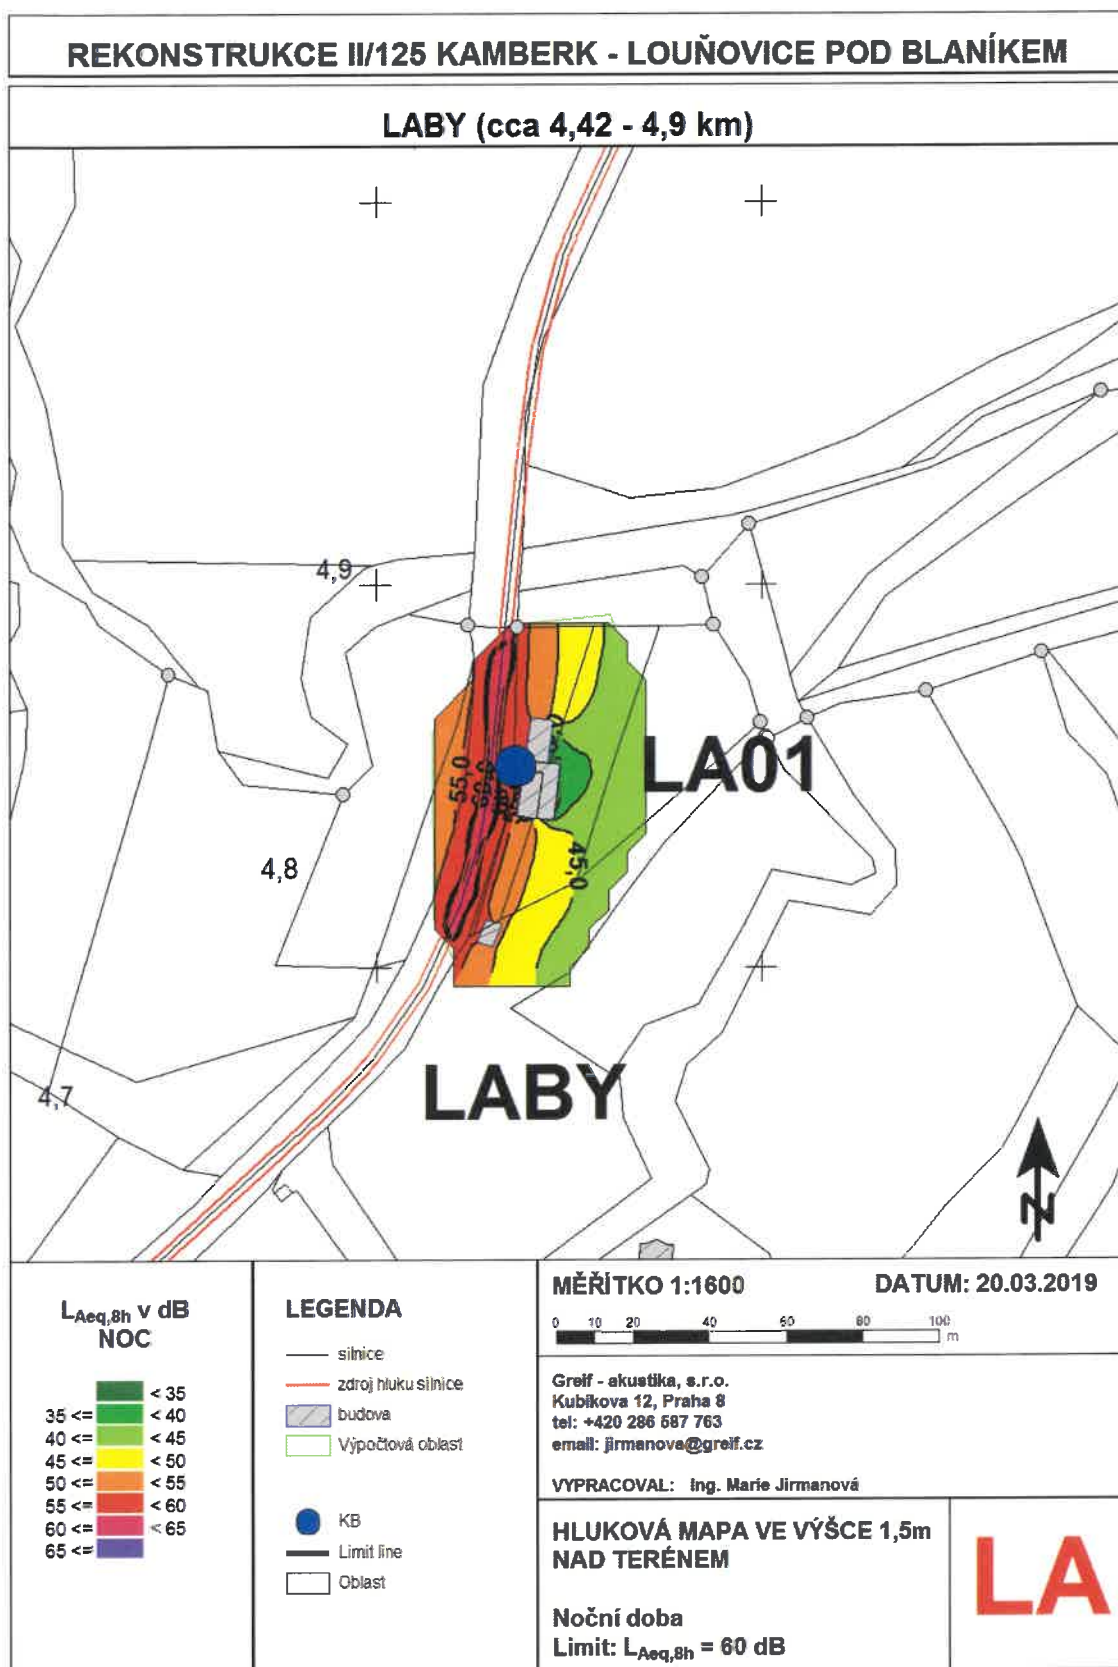 REKONSTRUKCE II/125 KAMBERK - LOUŇOVICE POD BLANÍKEM
LABY (cca 4,42 - 4,9 km)
4,9
LA01
55,0
60,0
45,0
4,8
4,7
LABY
N
L_Aeq,8h v dB
NOC
< 35
35 <= < 40
40 <= < 45
45 <= < 50
50 <= < 55
55 <= < 60
60 <= < 65
65 <=
LEGENDA
silnice
zdroj hluku silnice
budova
Výpočtová oblast
KB
Limit line
Oblast
MĚŘÍTKO 1:1600 DATUM: 20.03.2019
0 10 20 40 60 80 100
m
Greif - akustika, s.r.o.
Kubíkova 12, Praha 8
tel: +420 286 587 763
email: jirmanova@greif.cz
VYPRACOVAL: Ing. Marie Jirmanová
HLUKOVÁ MAPA VE VÝŠCE 1,5m
NAD TERÉNEM
Noční doba
Limit: L_Aeq,8h = 60 dB
LA